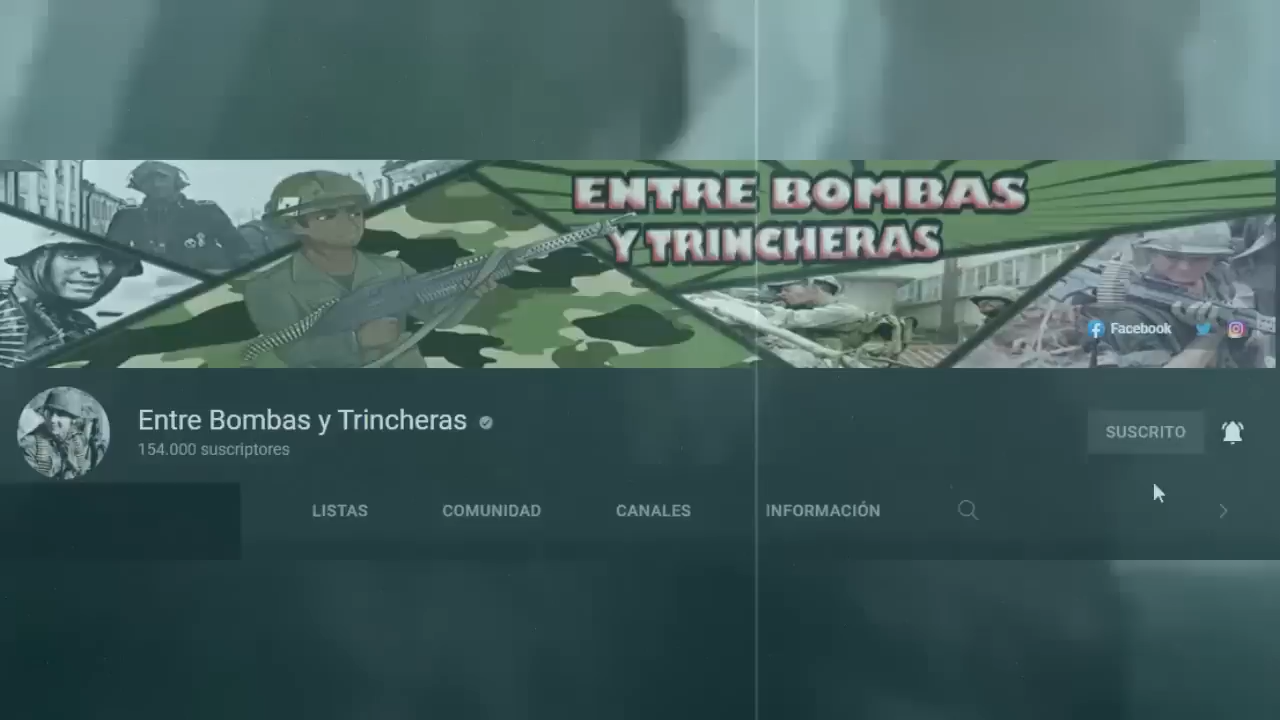 ENTRE BOMBAS
Y TRINCHERAS
Facebook
Entre Bombas y Trincheras
154.000 suscriptores
SUSCRITO
LISTAS COMUNIDAD CANALES INFORMACIÓN